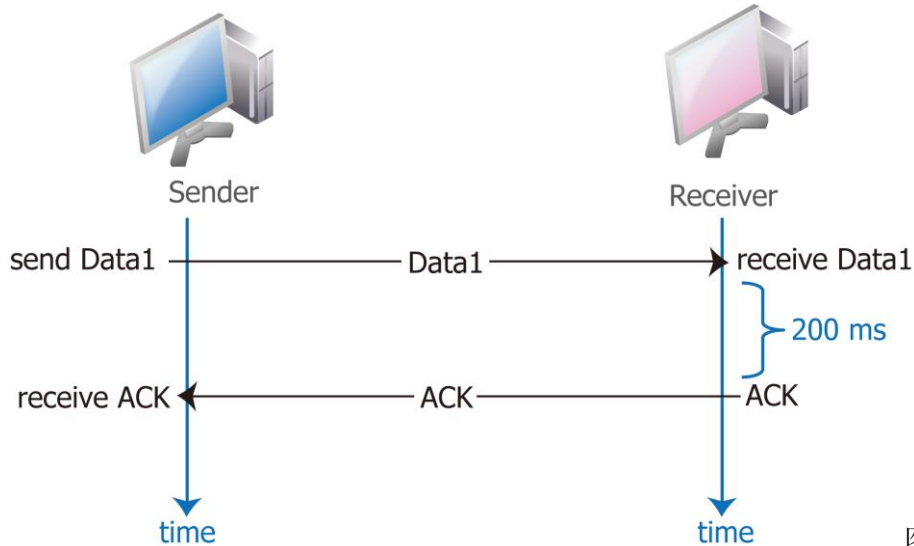 Sender
Receiver
send Data1
Data1
receive Data1
200 ms
receive ACK
ACK
ACK
time
time